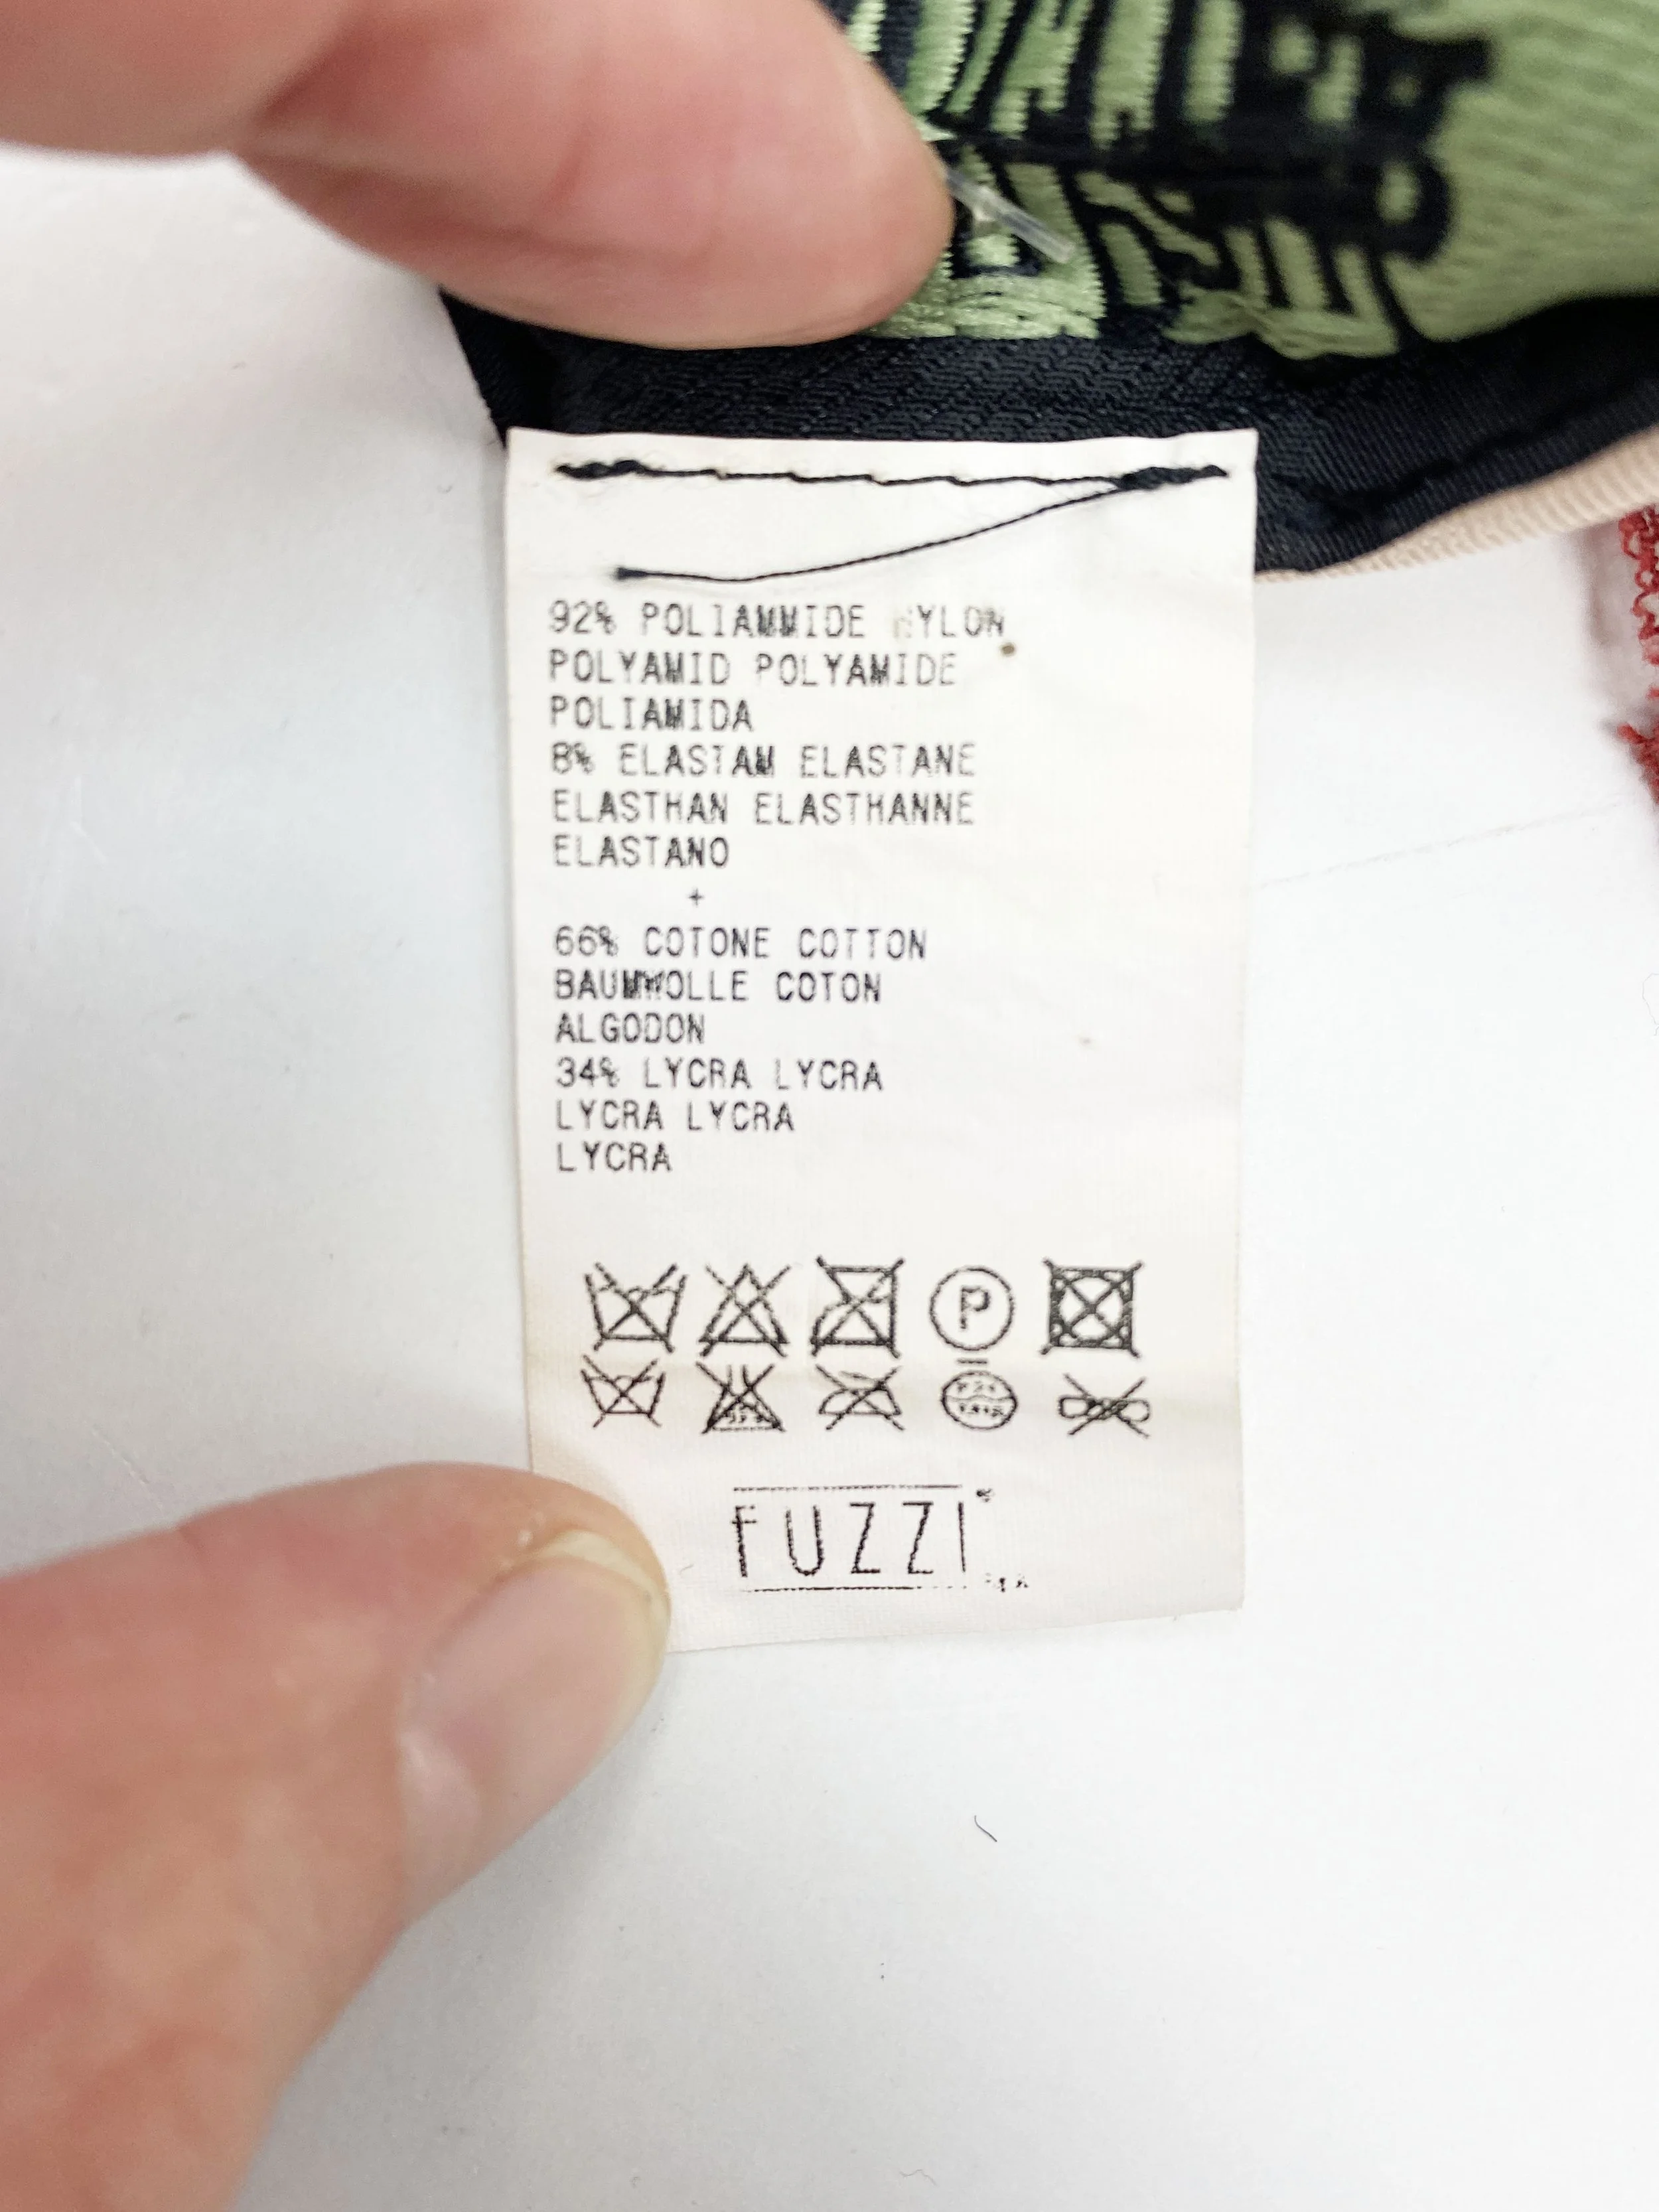 92% POLIAMMIDE NYLON
POLYAMID POLYAMIDE
POLIAMIDA
8% ELASTAM ELASTANE
ELASTHAN ELASTHANNE
ELASTANO
+
66% COTONE COTTON
BAUMWOLLE COTON
ALGODON
34% LYCRA LYCRA
LYCRA LYCRA
LYCRA
P
FUZZI